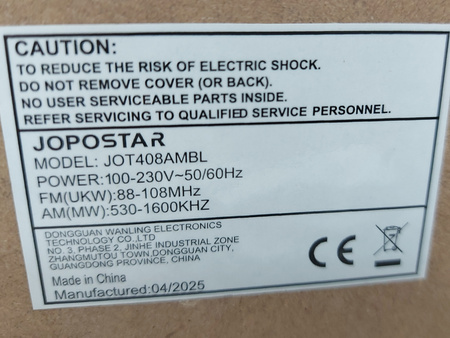 CAUTION:
TO REDUCE THE RISK OF ELECTRIC SHOCK.
DO NOT REMOVE COVER (OR BACK).
NO USER SERVICEABLE PARTS INSIDE.
REFER SERVICING TO QUALIFIED SERVICE PERSONNEL.
JOPOSTAR
MODEL: JOT408AMBL
POWER:100-230V~50/60Hz
FM(UKW):88-108MHz
AM(MW):530-1600KHZ
DONGGUAN WANLING ELECTRONICS
TECHNOLOGY CO.,LTD
NO. 3, PHASE 2, JINHE INDUSTRIAL ZONE
ZHANGMUTOU TOWN.DONGGUAN CITY,
GUANGDONG PROVINCE, CHINA
CE
Made in China
Manufactured:04/2025